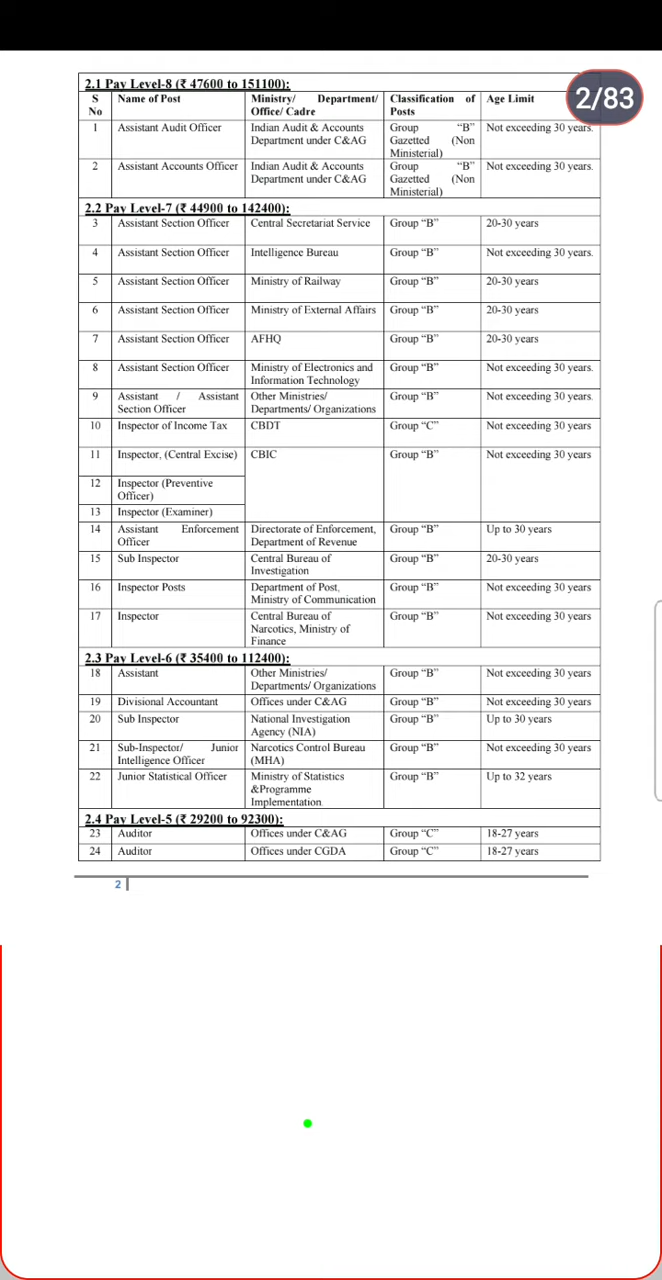 2/83
2.1 Pay Level-8 (₹ 47600 to 151100):
S No | Name of Post | Ministry/ Department/ Office/ Cadre | Classification of Posts | Age Limit
1 | Assistant Audit Officer | Indian Audit & Accounts Department under C&AG | Group “B” Gazetted (Non Ministerial) | Not exceeding 30 years.
2 | Assistant Accounts Officer | Indian Audit & Accounts Department under C&AG | Group “B” Gazetted (Non Ministerial) | Not exceeding 30 years.
2.2 Pay Level-7 (₹ 44900 to 142400):
3 | Assistant Section Officer | Central Secretariat Service | Group “B” | 20-30 years
4 | Assistant Section Officer | Intelligence Bureau | Group “B” | Not exceeding 30 years.
5 | Assistant Section Officer | Ministry of Railway | Group “B” | 20-30 years
6 | Assistant Section Officer | Ministry of External Affairs | Group “B” | 20-30 years
7 | Assistant Section Officer | AFHQ | Group “B” | 20-30 years
8 | Assistant Section Officer | Ministry of Electronics and Information Technology | Group “B” | Not exceeding 30 years.
9 | Assistant / Assistant Section Officer | Other Ministries/ Departments/ Organizations | Group “B” | Not exceeding 30 years.
10 | Inspector of Income Tax | CBDT | Group “C” | Not exceeding 30 years
11 | Inspector, (Central Excise) | CBIC | Group “B” | Not exceeding 30 years
12 | Inspector (Preventive Officer)
13 | Inspector (Examiner)
14 | Assistant Enforcement Officer | Directorate of Enforcement, Department of Revenue | Group “B” | Up to 30 years
15 | Sub Inspector | Central Bureau of Investigation | Group “B” | 20-30 years
16 | Inspector Posts | Department of Post, Ministry of Communication | Group “B” | Not exceeding 30 years
17 | Inspector | Central Bureau of Narcotics, Ministry of Finance | Group “B” | Not exceeding 30 years
2.3 Pay Level-6 (₹ 35400 to 112400):
18 | Assistant | Other Ministries/ Departments/ Organizations | Group “B” | Not exceeding 30 years
19 | Divisional Accountant | Offices under C&AG | Group “B” | Not exceeding 30 years
20 | Sub Inspector | National Investigation Agency (NIA) | Group “B” | Up to 30 years
21 | Sub-Inspector/ Junior Intelligence Officer | Narcotics Control Bureau (MHA) | Group “B” | Not exceeding 30 years
22 | Junior Statistical Officer | Ministry of Statistics &Programme Implementation. | Group “B” | Up to 32 years
2.4 Pay Level-5 (₹ 29200 to 92300):
23 | Auditor | Offices under C&AG | Group “C” | 18-27 years
24 | Auditor | Offices under CGDA | Group “C” | 18-27 years
2 |